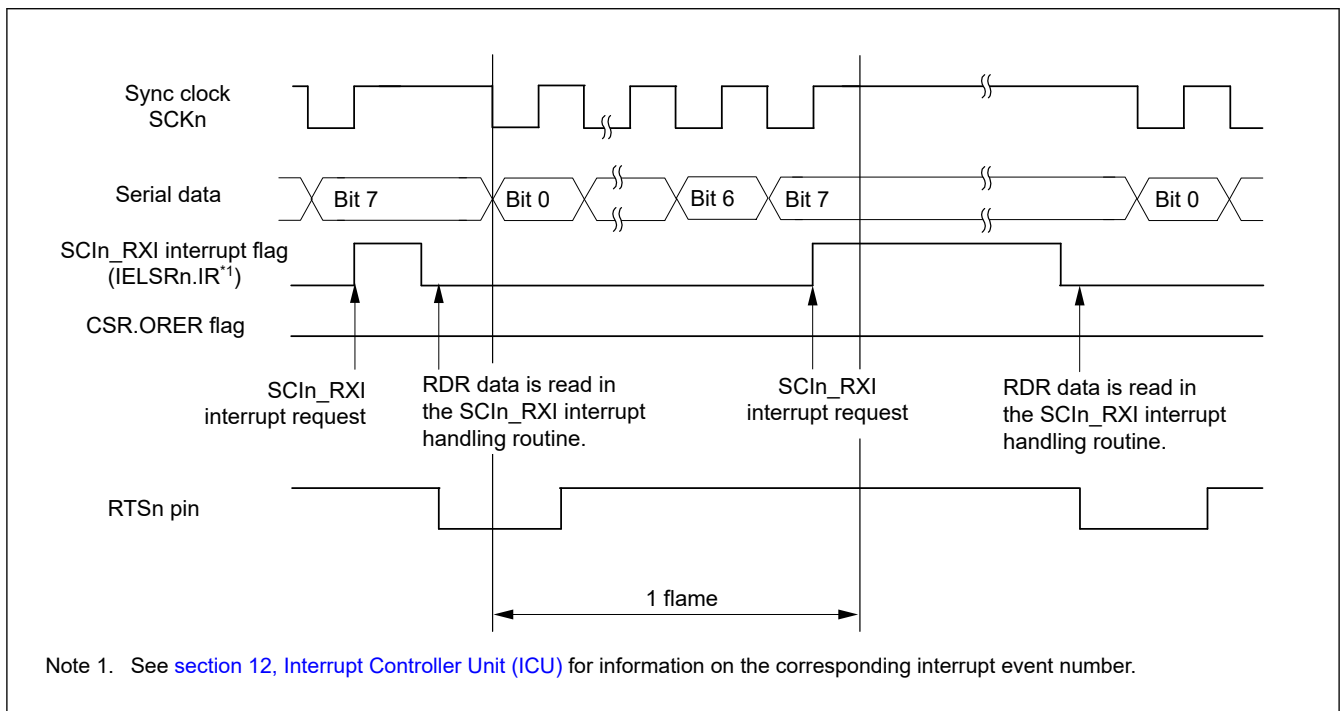 Sync clock
SCKn
Serial data
Bit 7
Bit 0
Bit 6
Bit 7
Bit 0
SCIn_RXI interrupt flag
(IELSRn.IR*1)
CSR.ORER flag
SCIn_RXI
interrupt request
RDR data is read in
the SCIn_RXI interrupt
handling routine.
SCIn_RXI
interrupt request
RDR data is read in
the SCIn_RXI interrupt
handling routine.
RTSn pin
1 flame
Note 1. See section 12, Interrupt Controller Unit (ICU) for information on the corresponding interrupt event number.